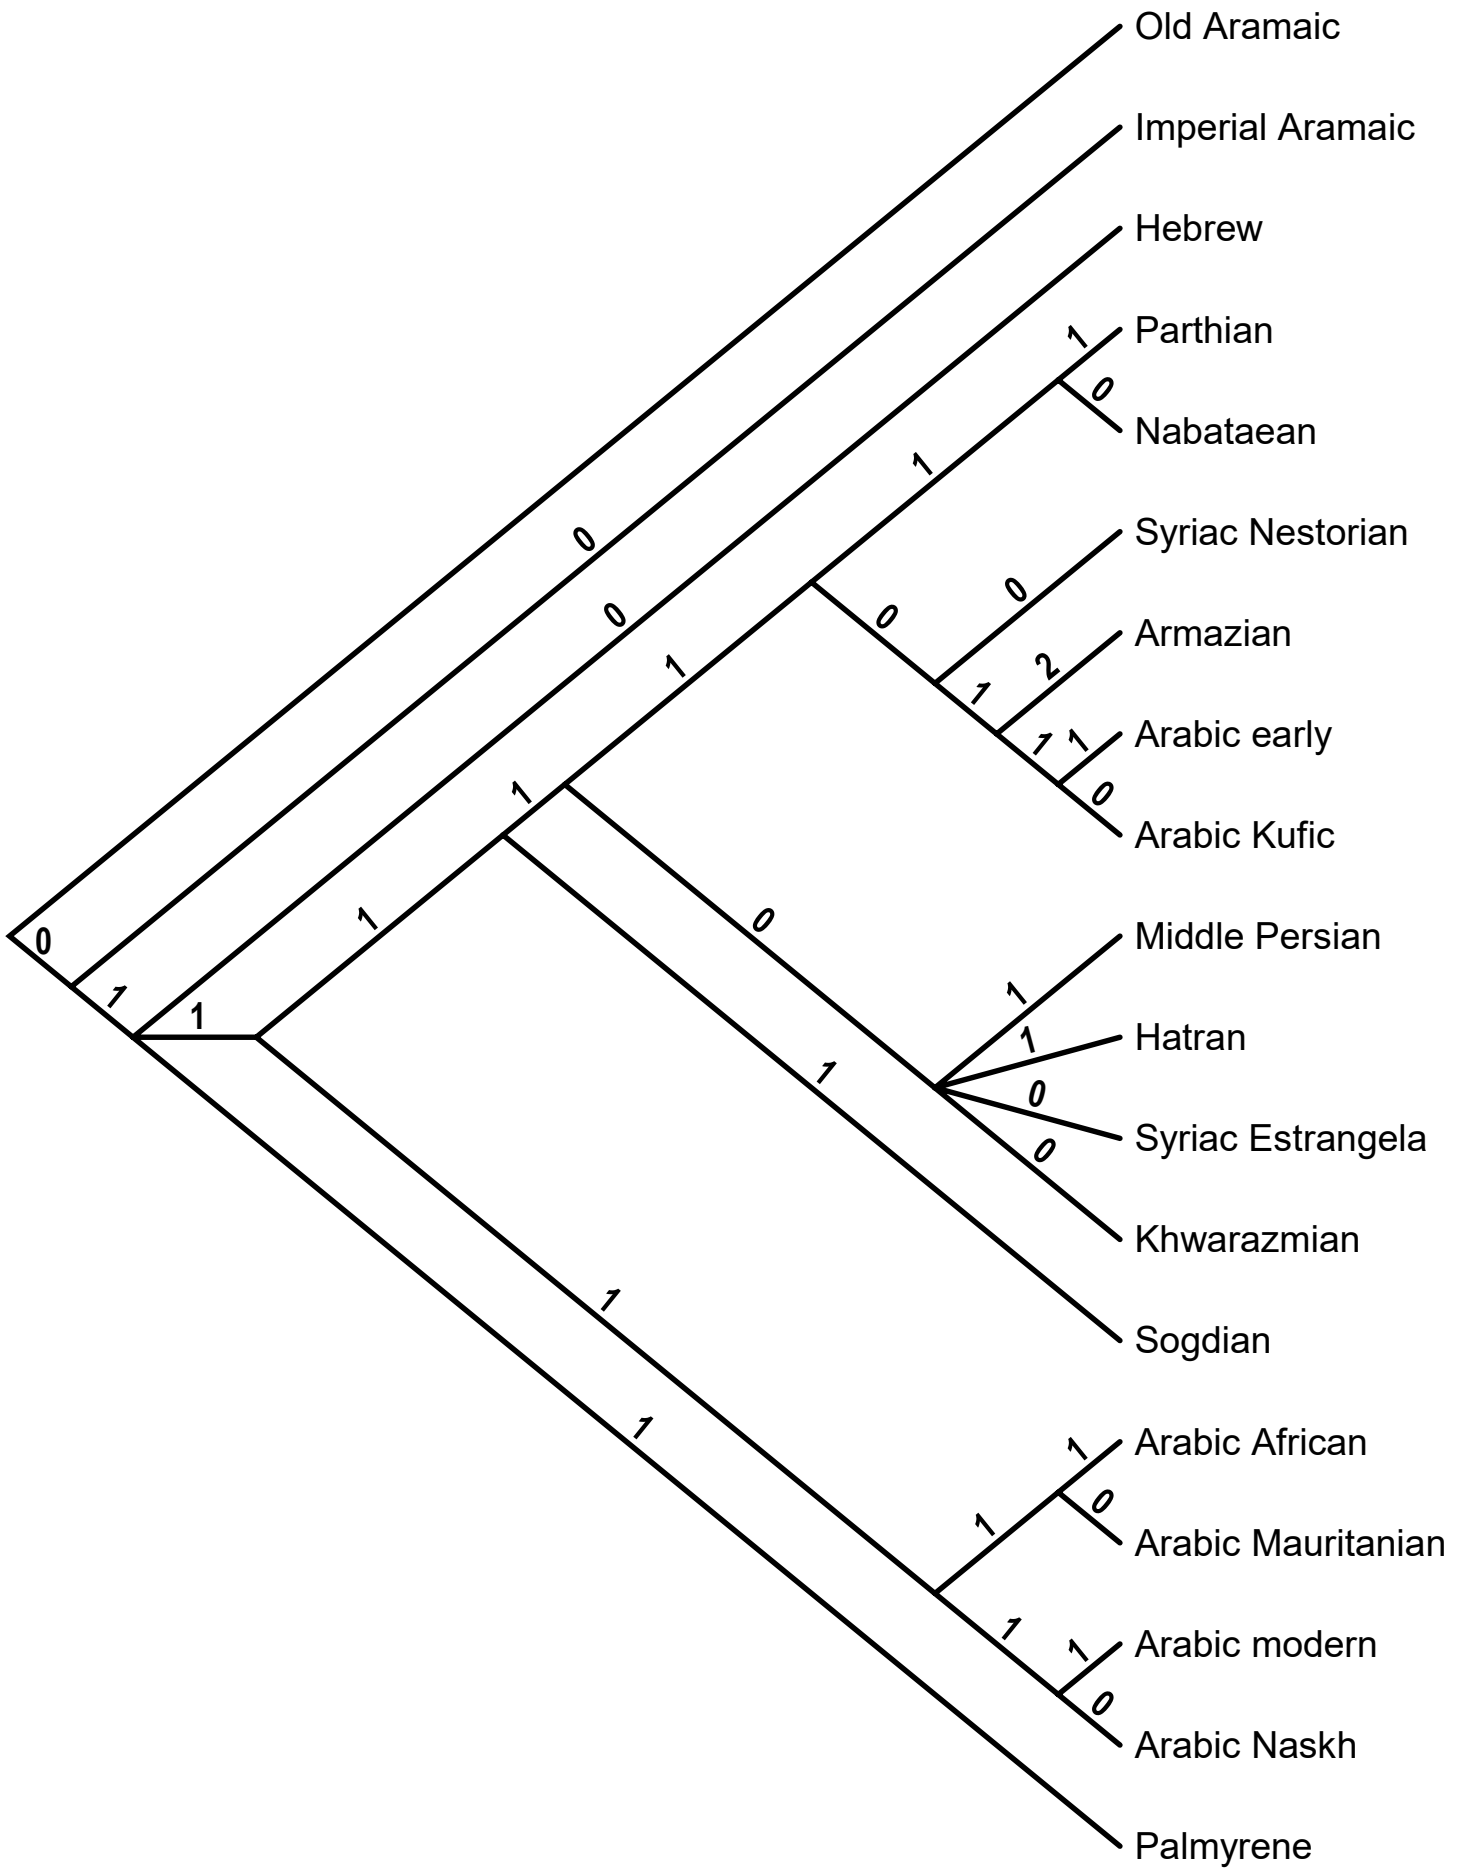 Old Aramaic
Imperial Aramaic
Hebrew
1
Parthian
0
Nabataean
1
Syriac Nestorian
0
0
0
0
Armazian
2
1
1
Arabic early
1
1
0
Arabic Kufic
1
1
0
Middle Persian
0
1
1
Hatran
1
1
0
Syriac Estrangela
1
0
Khwarazmian
Sogdian
1
1
Arabic African
1
0
Arabic Mauritanian
1
1
Arabic modern
1
0
Arabic Naskh
Palmyrene